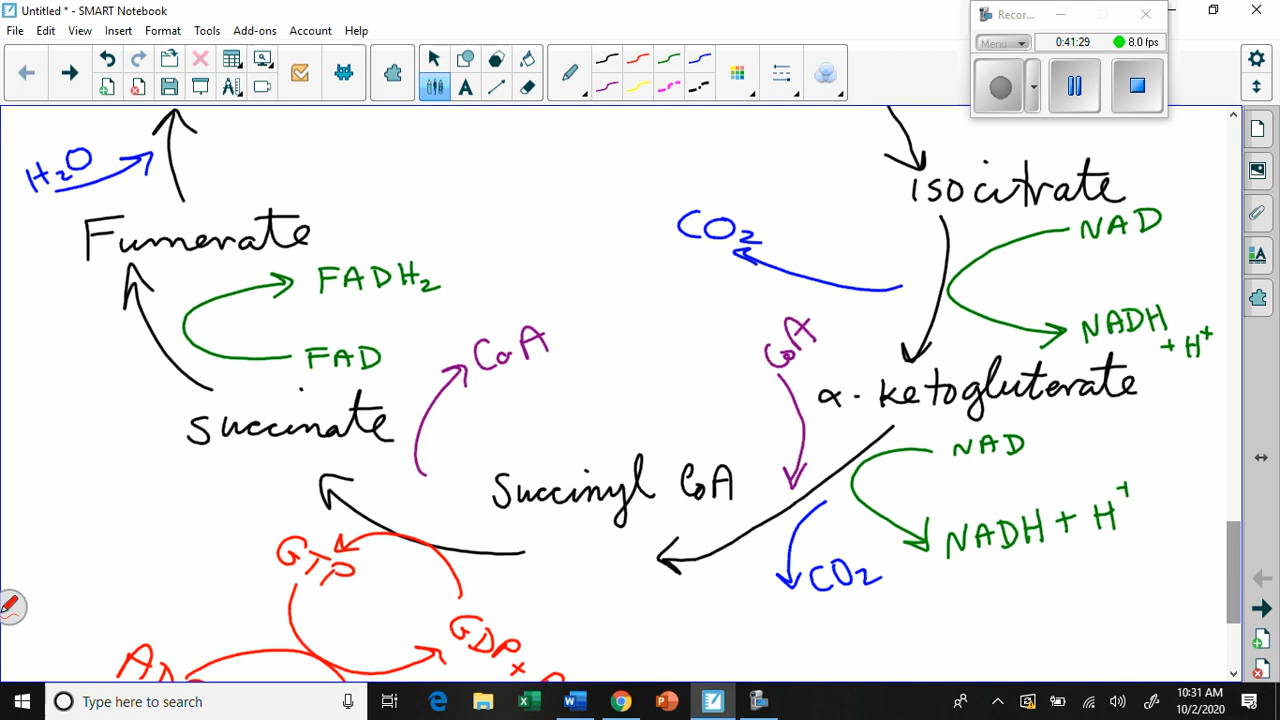 Untitled * - SMART Notebook
File Edit View Insert Format Tools Add-ons Account Help
Recor...
Menu
0:41:29
8.0 fps
H2O
Fumerate
FADH2
FAD
Succinate
CoA
Succinyl CoA
GTP
GDP +
isocitrate
CO2
NAD
NADH + H+
CoA
α-ketogluterate
NAD
NADH + H+
CO2
Type here to search
10:31 AM
10/2/2020